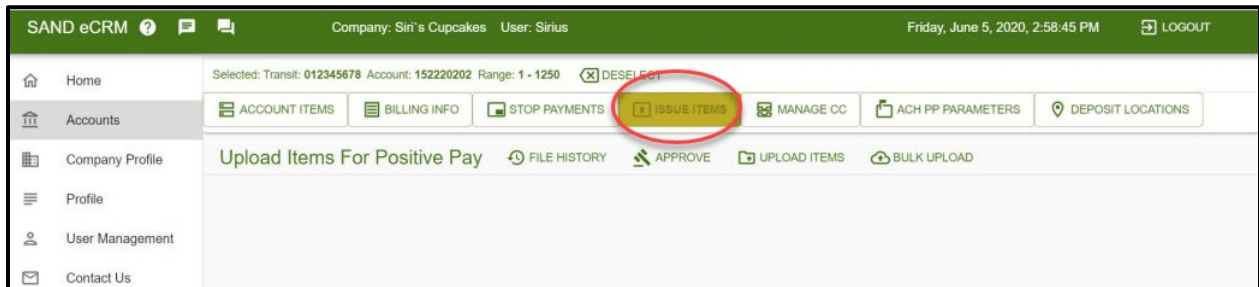 SAND eCRM Company: Siri`s Cupcakes User: Sirius Friday, June 5, 2020, 2:58:45 PM LOGOUT
Home
Accounts
Company Profile
Profile
User Management
Contact Us
Selected: Transit: 012345678 Account: 152220202 Range: 1 - 1250 DESELECT
ACCOUNT ITEMS BILLING INFO STOP PAYMENTS ISSUE ITEMS MANAGE CC ACH PP PARAMETERS DEPOSIT LOCATIONS
Upload Items For Positive Pay FILE HISTORY APPROVE UPLOAD ITEMS BULK UPLOAD